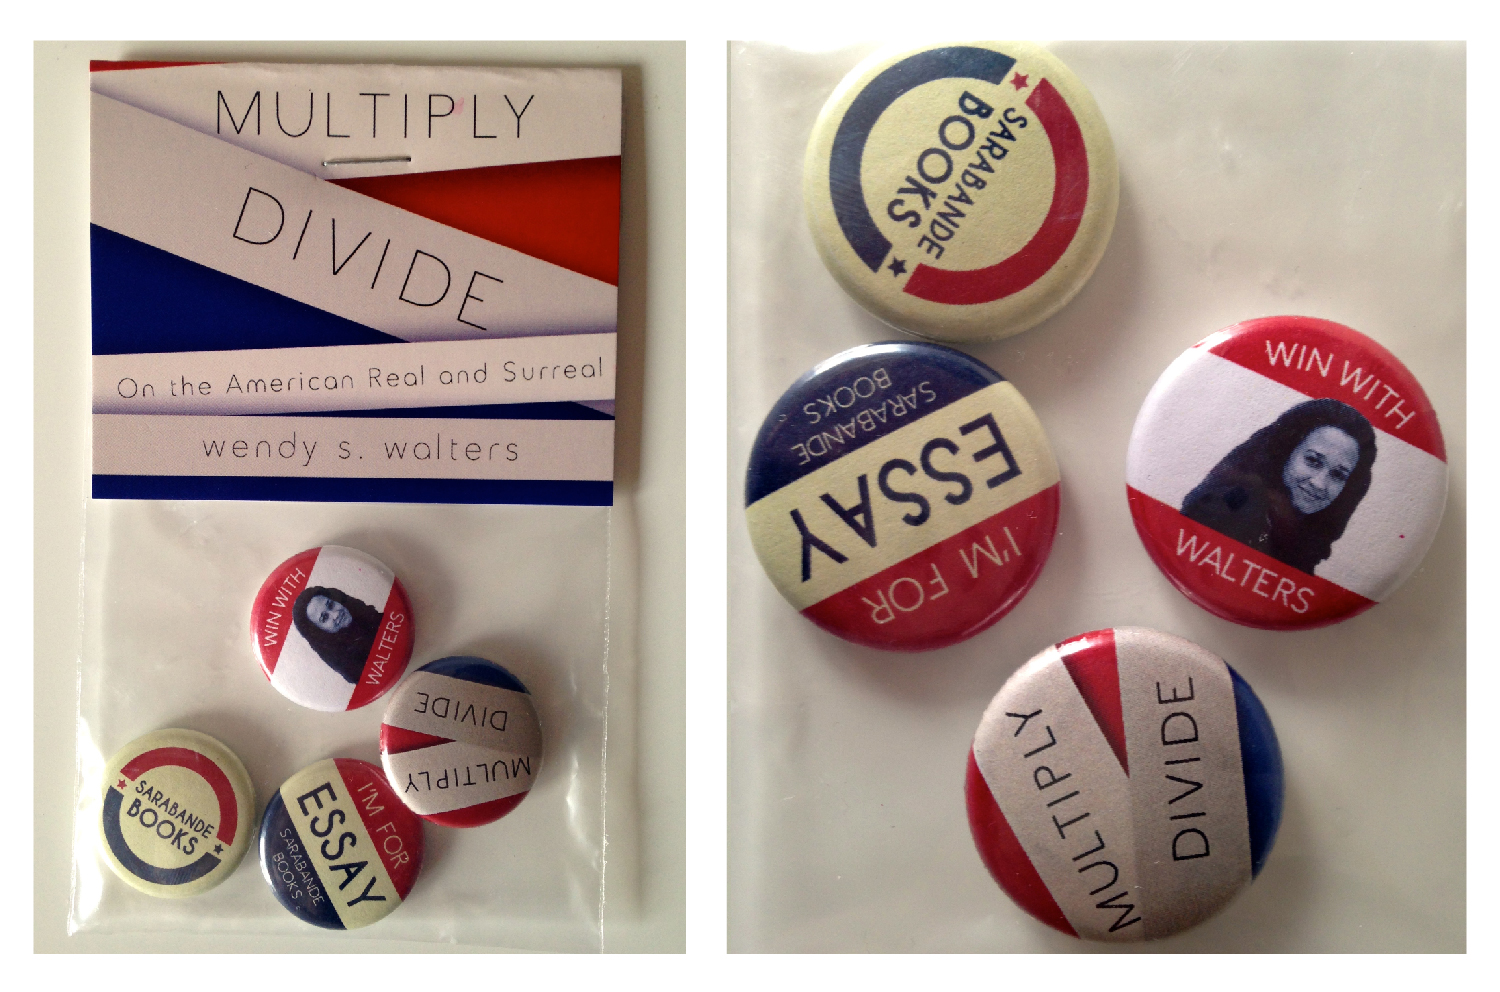 MULTIPLY
DIVIDE
On the American Real and Surreal
wendy s. walters
WIN WITH
WALTERS
MULTIPLY
DIVIDE
SARABANDE
BOOKS
I'M FOR
ESSAY
SARABANDE
BOOKS
SARABANDE
BOOKS
I'M FOR
ESSAY
SARABANDE
BOOKS
WIN WITH
WALTERS
MULTIPLY
DIVIDE